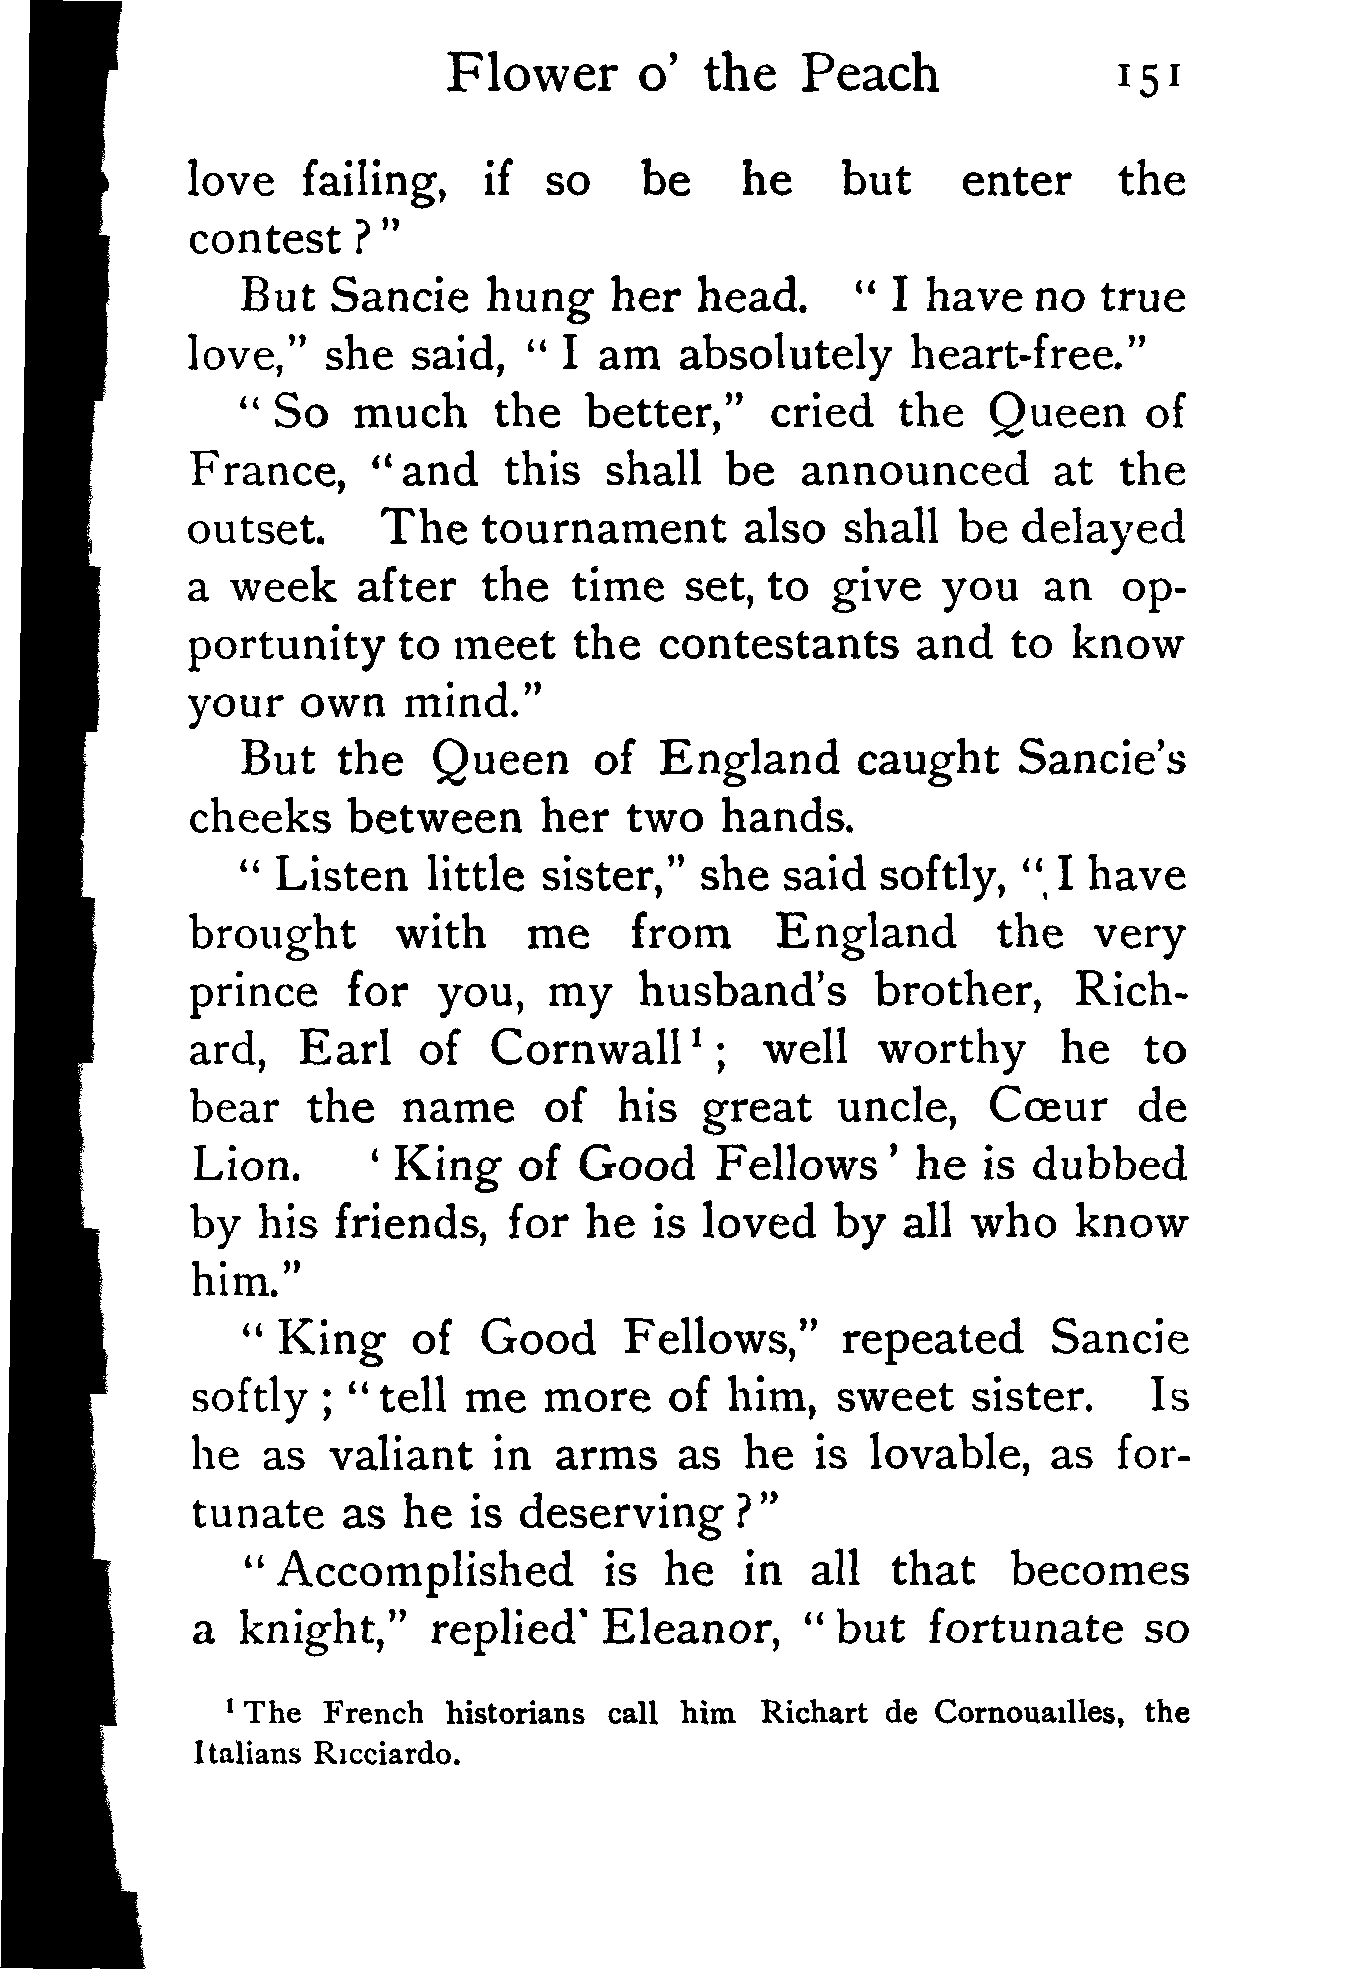 Flower o' the Peach 151
love failing, if so be he but enter the
contest ?"
But Sancie hung her head. " I have no true
love," she said, " I am absolutely heart-free."
" So much the better," cried the Queen of
France, "and this shall be announced at the
outset. The tournament also shall be delayed
a week after the time set, to give you an op-
portunity to meet the contestants and to know
your own mind."
But the Queen of England caught Sancie's
cheeks between her two hands.
" Listen little sister," she said softly, " I have
brought with me from England the very
prince for you, my husband's brother, Rich-
ard, Earl of Cornwall¹ ; well worthy he to
bear the name of his great uncle, Cœur de
Lion. ' King of Good Fellows ' he is dubbed
by his friends, for he is loved by all who know
him."
" King of Good Fellows," repeated Sancie
softly ; " tell me more of him, sweet sister. Is
he as valiant in arms as he is lovable, as for-
tunate as he is deserving ?"
" Accomplished is he in all that becomes
a knight," replied Eleanor, " but fortunate so
¹ The French historians call him Richart de Cornouailles, the
Italians Ricciardo.